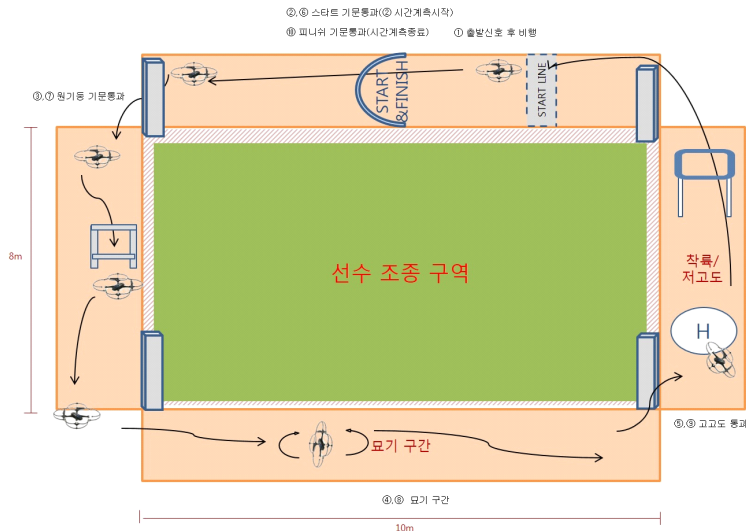 ②,⑥ 스타트 기문통과(② 시간계측시작)
⑩ 피니쉬 기문통과(시간계측종료)
① 출발신호 후 비행
START
&FINISH
START LINE
③,⑦ 원기둥 기문통과
8m
선수 조종 구역
착륙/
저고도
H
⑤,⑨ 고고도 통과
묘기 구간
④,⑧ 묘기 구간
10m